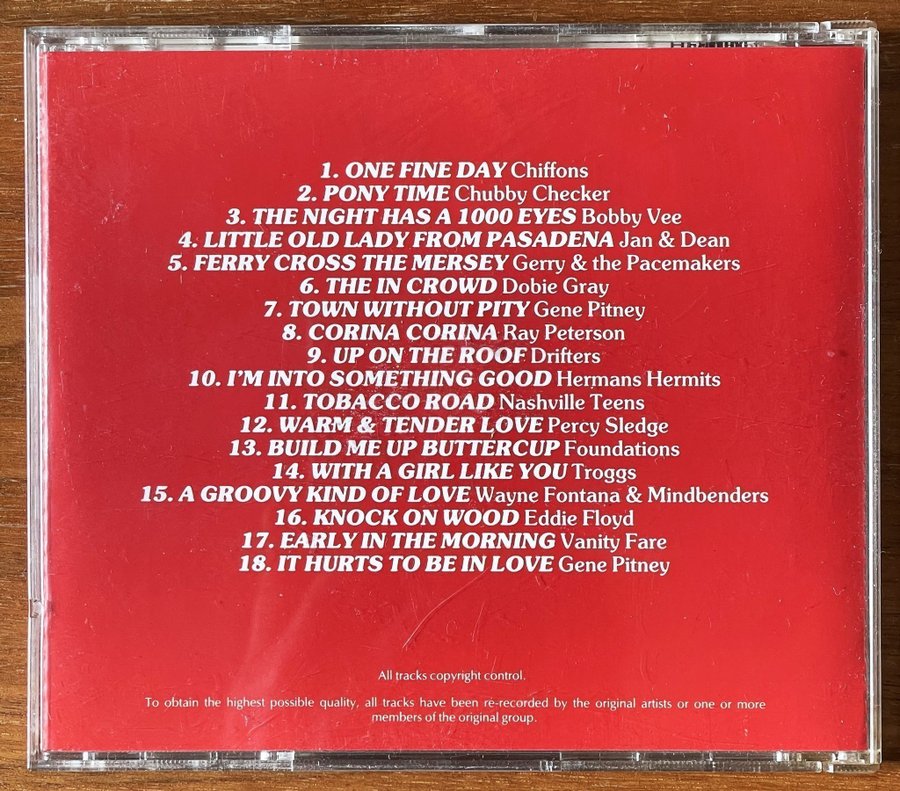 1. ONE FINE DAY Chiffons
2. PONY TIME Chubby Checker
3. THE NIGHT HAS A 1000 EYES Bobby Vee
4. LITTLE OLD LADY FROM PASADENA Jan & Dean
5. FERRY CROSS THE MERSEY Gerry & the Pacemakers
6. THE IN CROWD Dobie Gray
7. TOWN WITHOUT PITY Gene Pitney
8. CORINA CORINA Ray Peterson
9. UP ON THE ROOF Drifters
10. I'M INTO SOMETHING GOOD Hermans Hermits
11. TOBACCO ROAD Nashville Teens
12. WARM & TENDER LOVE Percy Sledge
13. BUILD ME UP BUTTERCUP Foundations
14. WITH A GIRL LIKE YOU Troggs
15. A GROOVY KIND OF LOVE Wayne Fontana & Mindbenders
16. KNOCK ON WOOD Eddie Floyd
17. EARLY IN THE MORNING Vanity Fare
18. IT HURTS TO BE IN LOVE Gene Pitney
All tracks copyright control.
To obtain the highest possible quality, all tracks have been re-recorded by the original artists or one or more
members of the original group.